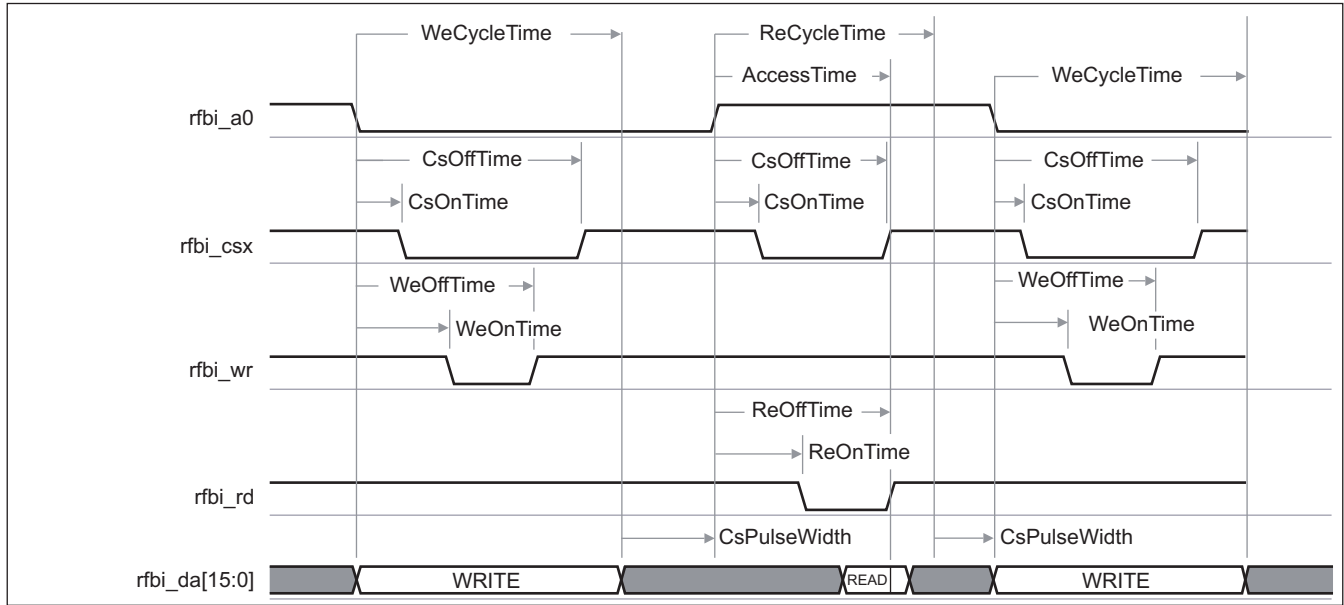 WeCycleTime ReCycleTime
AccessTime WeCycleTime
rfbi_a0
CsOffTime CsOffTime CsOffTime
CsOnTime CsOnTime CsOnTime
rfbi_csx
WeOffTime WeOffTime
WeOnTime WeOnTime
rfbi_wr
ReOffTime
ReOnTime
rfbi_rd
CsPulseWidth CsPulseWidth
rfbi_da[15:0] WRITE READ WRITE